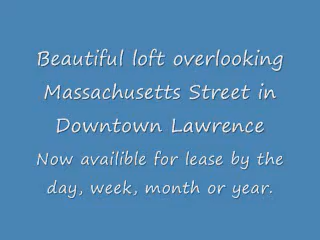 Beautiful loft overlooking
Massachusetts Street in
Downtown Lawrence
Now availible for lease by the
day, week, month or year.